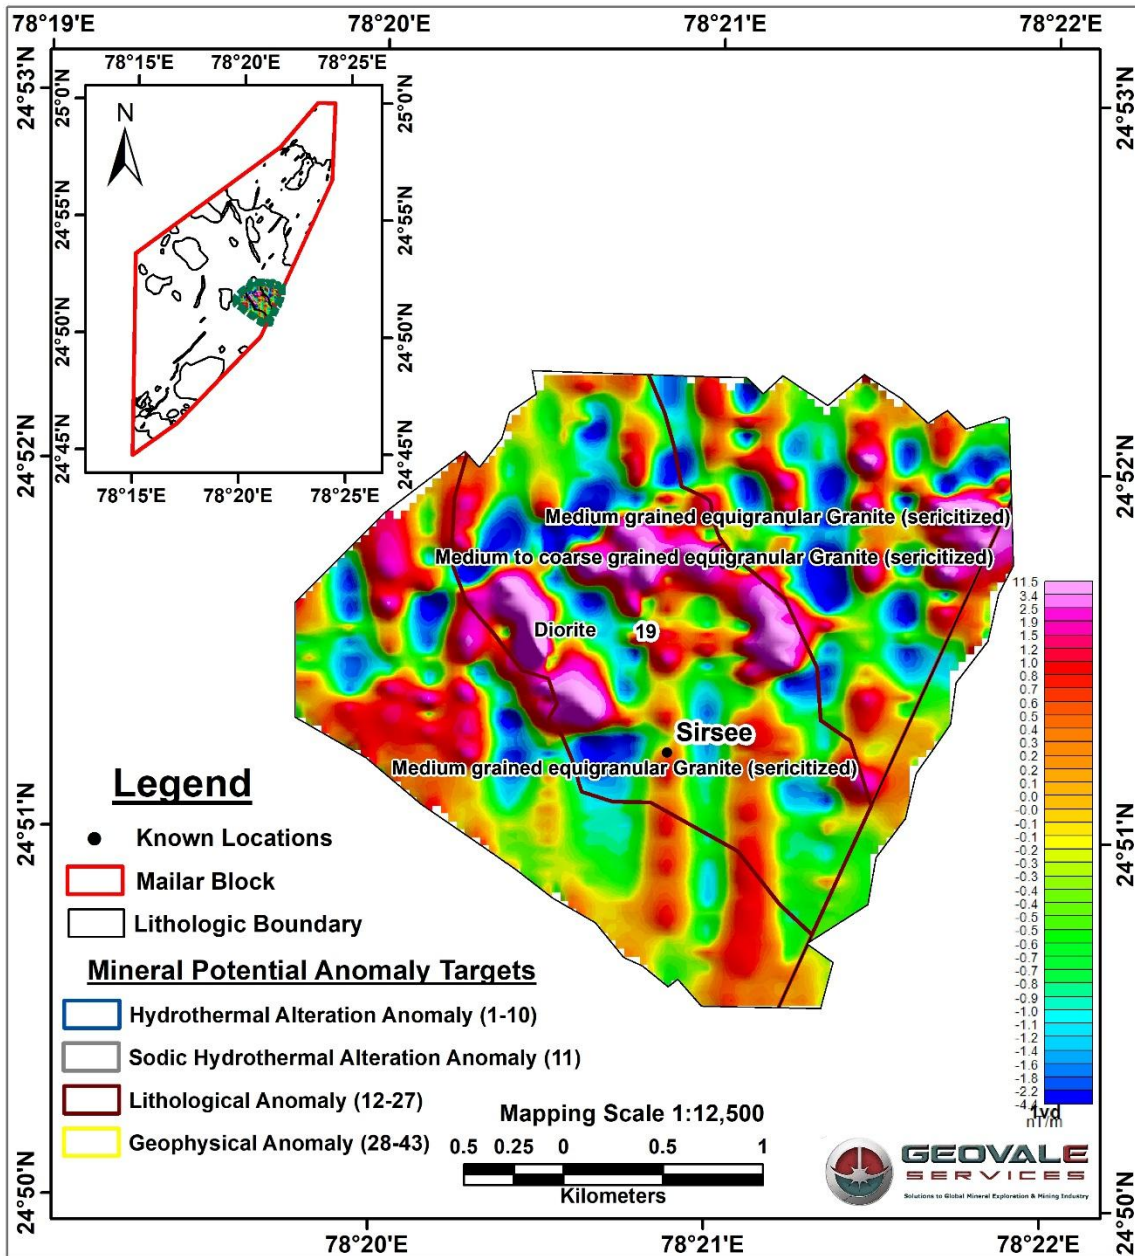 78°19'E 78°20'E 78°21'E 78°22'E
78°15'E 78°20'E 78°25'E
24°53'N
25°0'N
24°55'N
24°50'N
24°45'N
N
25°0'N
24°55'N
24°50'N
24°45'N
24°53'N
78°15'E 78°20'E 78°25'E
24°52'N
24°52'N
Medium grained equigranular Granite (sericitized)
Medium to coarse grained equigranular Granite (sericitized)
Diorite 19
Sirsee
Medium grained equigranular Granite (sericitized)
11.5
3.4
2.5
1.9
1.5
1.2
1.0
0.8
0.7
0.6
0.5
0.4
0.3
0.2
0.2
0.1
0.0
-0.1
-0.1
-0.2
-0.3
-0.3
-0.4
-0.4
-0.5
-0.6
-0.7
-0.7
-0.8
-0.9
-1.0
-1.1
-1.2
-1.4
-1.6
-1.8
-2.2
-4.4
1vd
nT/m
24°51'N
24°51'N
Legend
Known Locations
Mailar Block
Lithologic Boundary
Mineral Potential Anomaly Targets
Hydrothermal Alteration Anomaly (1-10)
Sodic Hydrothermal Alteration Anomaly (11)
Lithological Anomaly (12-27)
Geophysical Anomaly (28-43)
Mapping Scale 1:12,500
0.5 0.25 0 0.5 1
Kilometers
GEOVALE
SERVICES
Solutions to Global Mineral Exploration & Mining Industry
24°50'N
24°50'N
78°20'E 78°21'E 78°22'E